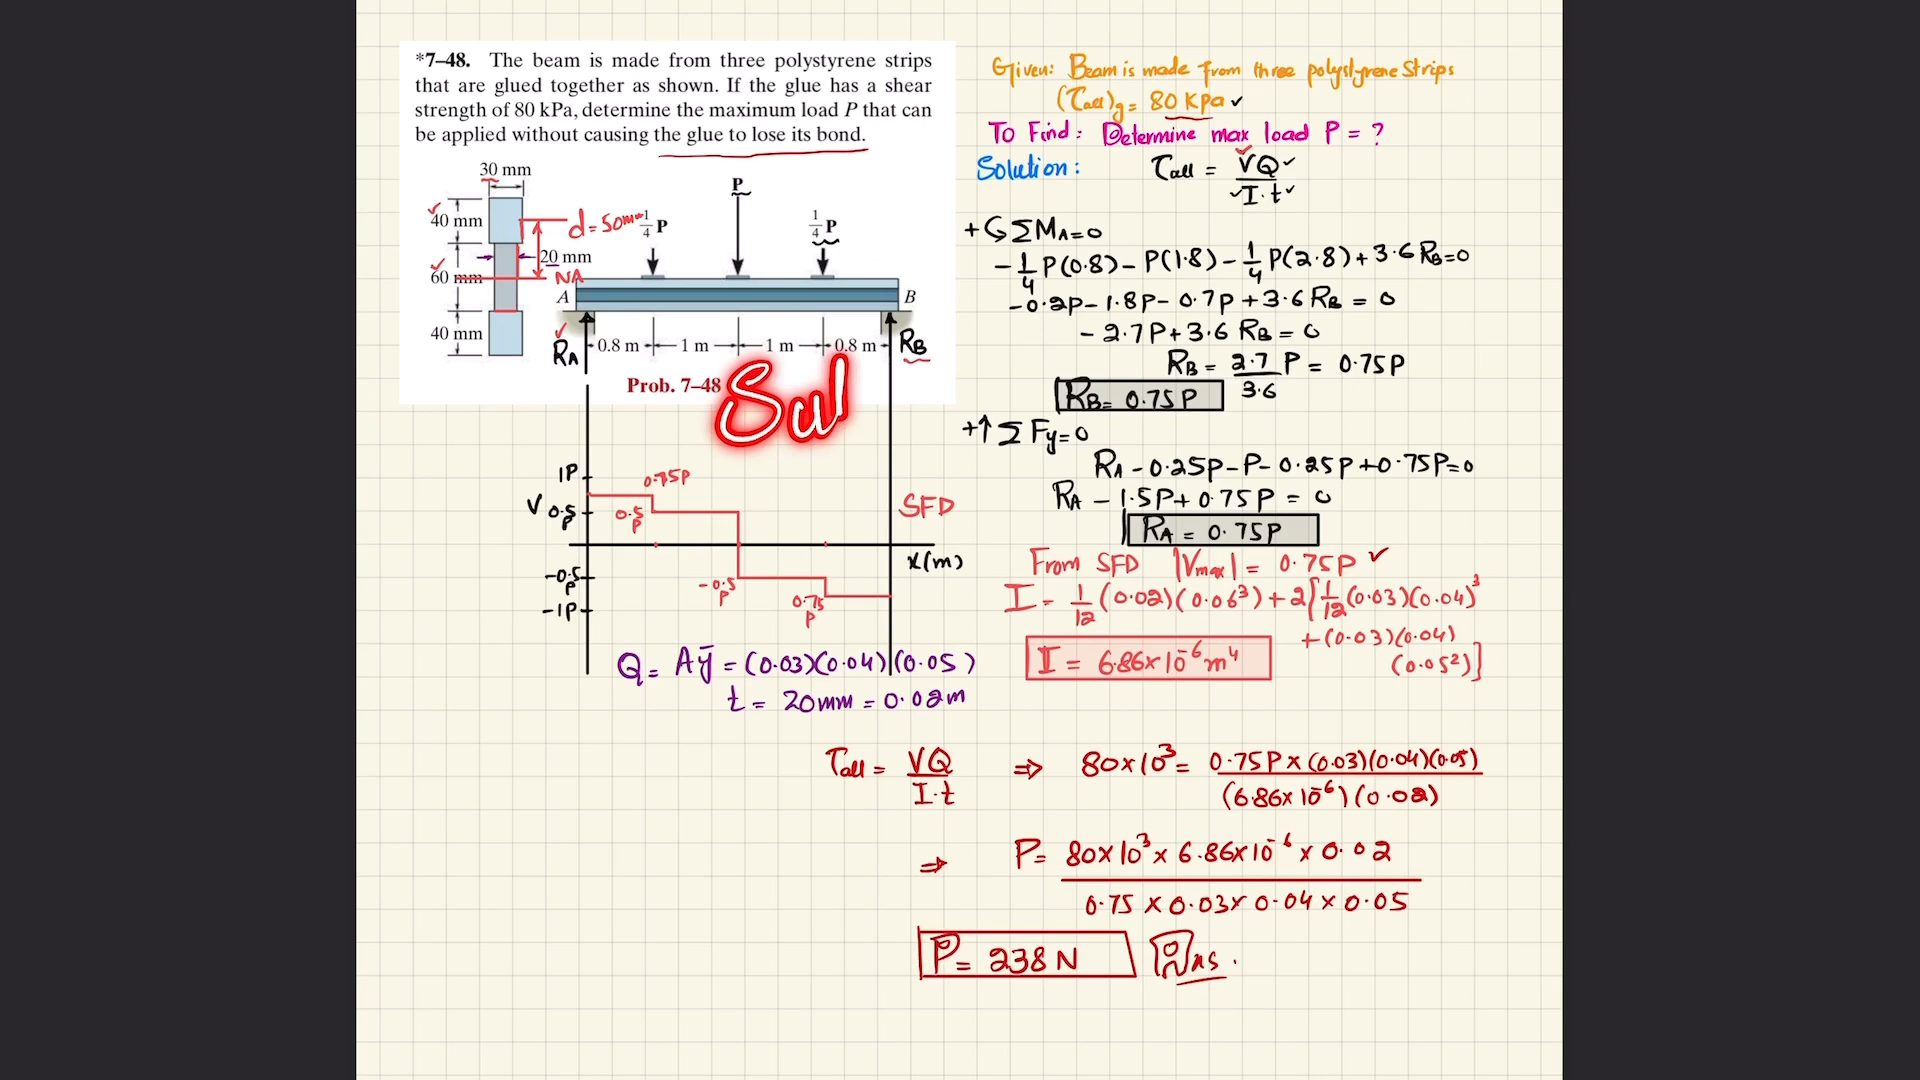 *7–48. The beam is made from three polystyrene strips
that are glued together as shown. If the glue has a shear
strength of 80 kPa, determine the maximum load P that can
be applied without causing the glue to lose its bond.
30 mm
40 mm
d = 50mm
20 mm
60 mm
NA
40 mm
1/4 P
P
1/4 P
A
B
RA
0.8 m
1 m
1 m
0.8 m
RB
Prob. 7–48
Sul
1P
V 0.5P
-0.5P
-1P
0.75P
0.5P
-0.5P
0.75P
SFD
x(m)
Q = Aȳ = (0.03)(0.04)(0.05)
t = 20mm = 0.02m
Given: Beam is made from three polystyrene strips
(τall)g = 80 kPa ✓
To Find: Determine max load P = ?
Solution: τall = VQ / I.t
+↺ΣMA=0
-1/4 P(0.8) - P(1.8) - 1/4 P(2.8) + 3.6 RB = 0
-0.2P - 1.8P - 0.7P + 3.6 RB = 0
- 2.7P + 3.6 RB = 0
RB = 2.7/3.6 P = 0.75P
RB = 0.75P
+↑ΣFy=0
RA - 0.25P - P - 0.25P + 0.75P = 0
RA - 1.5P + 0.75P = 0
RA = 0.75P
From SFD |Vmax| = 0.75P ✓
I = 1/12 (0.02)(0.06³) + 2[1/12 (0.03)(0.04)³
+ (0.03)(0.04)
(0.05²)]
I = 6.86×10⁻⁶ m⁴
τall = VQ / I.t ⇒ 80×10³ = 0.75P × (0.03)(0.04)(0.05) / (6.86×10⁻⁶)(0.02)
⇒ P = 80×10³ × 6.86×10⁻⁶ × 0.02 / 0.75 × 0.03 × 0.04 × 0.05
P = 238 N Ans.